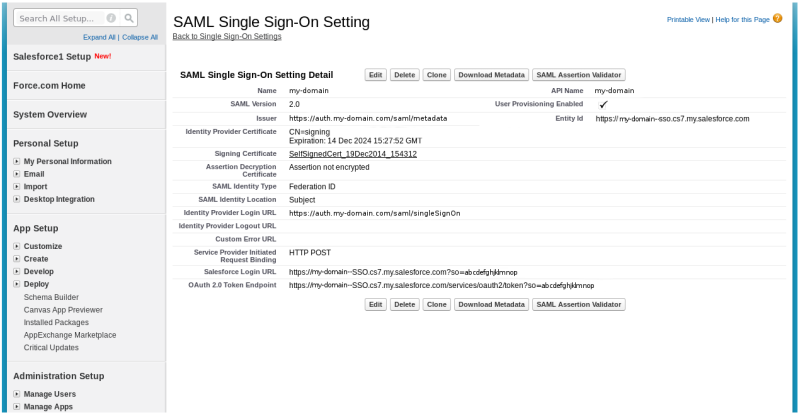 Search All Setup...
Expand All | Collapse All
Salesforce1 Setup New!
Force.com Home
System Overview
Personal Setup
My Personal Information
Email
Import
Desktop Integration
App Setup
Customize
Create
Develop
Deploy
Schema Builder
Canvas App Previewer
Installed Packages
AppExchange Marketplace
Critical Updates
Administration Setup
Manage Users
Manage Apps
SAML Single Sign-On Setting
Back to Single Sign-On Settings
Printable View | Help for this Page ?
SAML Single Sign-On Setting Detail
Edit Delete Clone Download Metadata SAML Assertion Validator
Name my-domain API Name my-domain
SAML Version 2.0 User Provisioning Enabled ✓
Issuer https://auth.my-domain.com/saml/metadata Entity Id https://my-domain-sso.cs7.my.salesforce.com
Identity Provider Certificate CN=signing
Expiration: 14 Dec 2024 15:27:52 GMT
Signing Certificate SelfSignedCert_19Dec2014_154312
Assertion Decryption Assertion not encrypted
Certificate
SAML Identity Type Federation ID
SAML Identity Location Subject
Identity Provider Login URL https://auth.my-domain.com/saml/singleSignOn
Identity Provider Logout URL
Custom Error URL
Service Provider Initiated HTTP POST
Request Binding
Salesforce Login URL https://my-domain--SSO.cs7.my.salesforce.com?so=abcdefghjklmnop
OAuth 2.0 Token Endpoint https://my-domain--SSO.cs7.my.salesforce.com/services/oauth2/token?so=abcdefghjklmnop
Edit Delete Clone Download Metadata SAML Assertion Validator